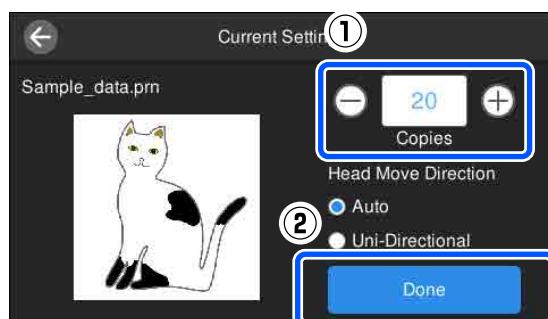 Current Settin
①
Sample_data.prn
20
Copies
Head Move Direction
Auto
②
Uni-Directional
Done